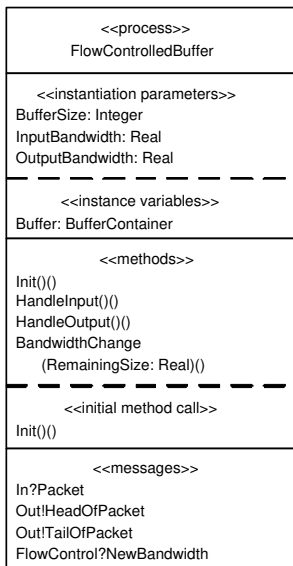 <<process>>
FlowControlledBuffer
<<instantiation parameters>>
BufferSize: Integer
InputBandwidth: Real
OutputBandwidth: Real
<<instance variables>>
Buffer: BufferContainer
<<methods>>
Init()()
HandleInput()()
HandleOutput()()
BandwidthChange
(RemainingSize: Real)()
<<initial method call>>
Init()()
<<messages>>
In?Packet
Out!HeadOfPacket
Out!TailOfPacket
FlowControl?NewBandwidth